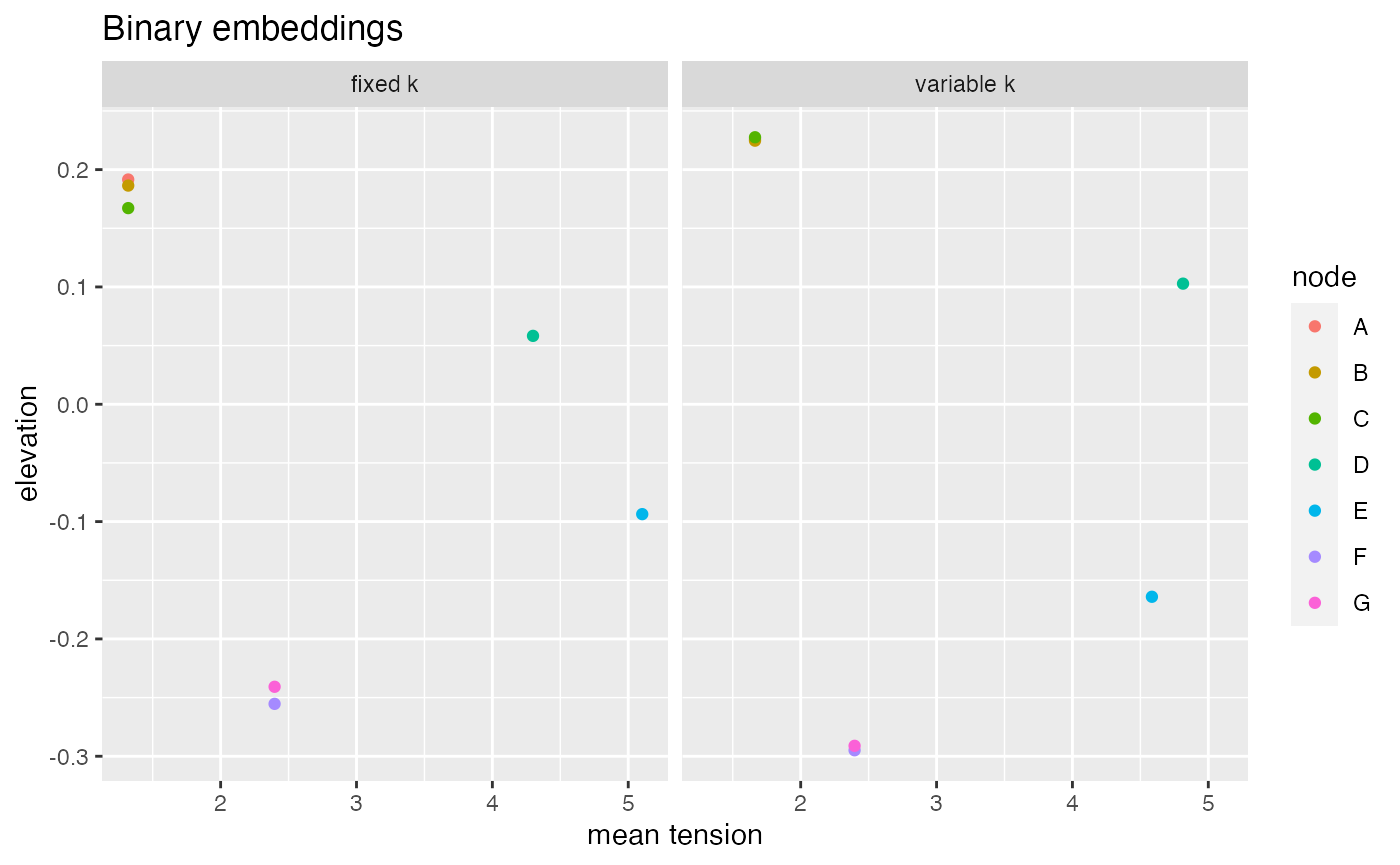 Binary embeddings
fixed k
variable k
elevation
0.2
0.1
0.0
-0.1
-0.2
-0.3
2 3 4 5
2 3 4 5
mean tension
node
A
B
C
D
E
F
G